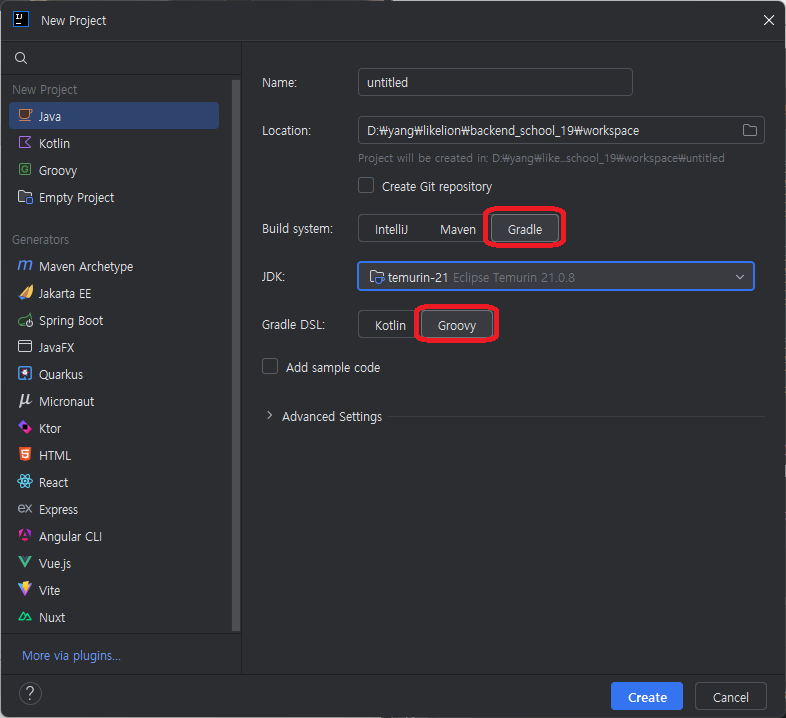 New Project
New Project
Java
Kotlin
Groovy
Empty Project
Generators
Maven Archetype
Jakarta EE
Spring Boot
JavaFX
Quarkus
Micronaut
Ktor
HTML
React
Express
Angular CLI
Vue.js
Vite
Nuxt
More via plugins...
Name: untitled
Location: D:₩yang₩likelion₩backend_school_19₩workspace
Project will be created in: D:₩yang₩like..school_19₩workspace₩untitled
Create Git repository
Build system: IntelliJ Maven Gradle
JDK: temurin-21 Eclipse Temurin 21.0.8
Gradle DSL: Kotlin Groovy
Add sample code
Advanced Settings
? Create Cancel